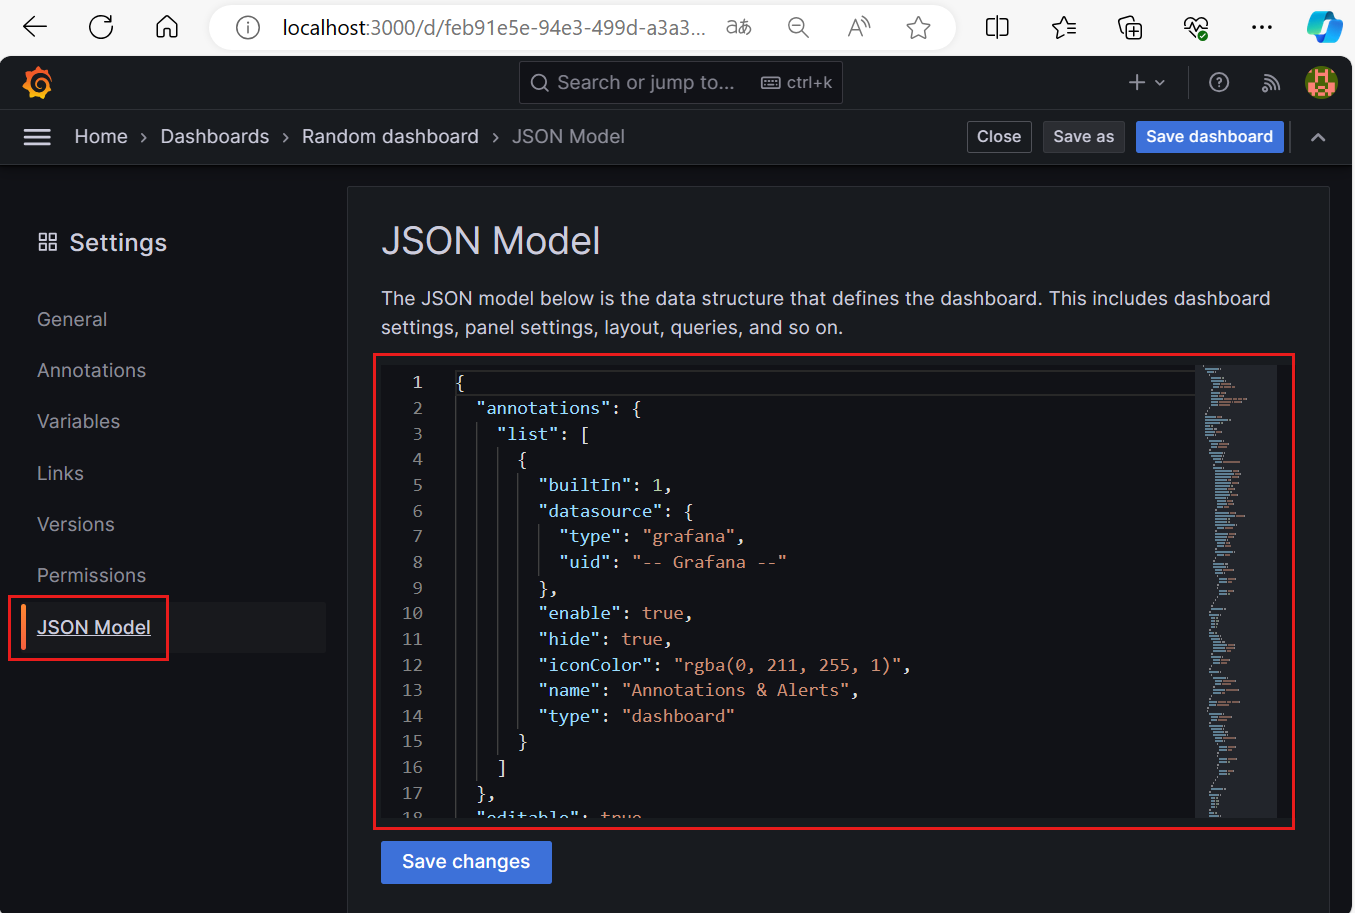 localhost:3000/d/feb91e5e-94e3-499d-a3a3...
Search or jump to... ctrl+k
Home › Dashboards › Random dashboard › JSON Model Close Save as Save dashboard
Settings
General
Annotations
Variables
Links
Versions
Permissions
JSON Model
JSON Model
The JSON model below is the data structure that defines the dashboard. This includes dashboard
settings, panel settings, layout, queries, and so on.
1 {
2 "annotations": {
3 "list": [
4 {
5 "builtIn": 1,
6 "datasource": {
7 "type": "grafana",
8 "uid": "-- Grafana --"
9 },
10 "enable": true,
11 "hide": true,
12 "iconColor": "rgba(0, 211, 255, 1)",
13 "name": "Annotations & Alerts",
14 "type": "dashboard"
15 }
16 ]
17 },
18 "editable": true
Save changes